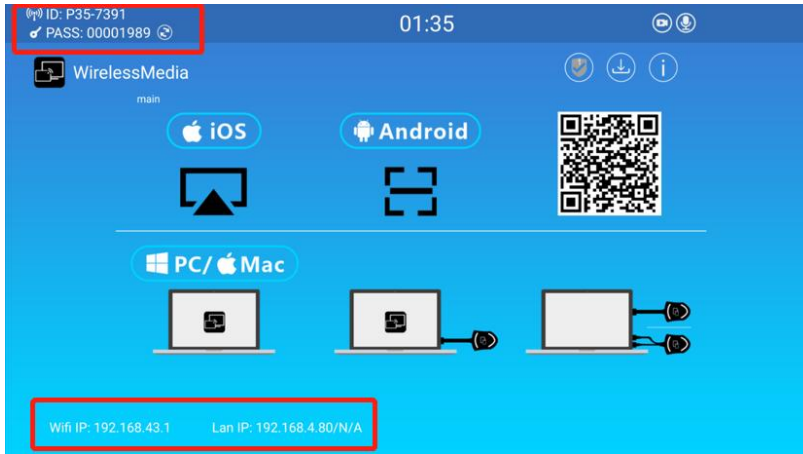 ID: P35-7391
01:35
PASS: 00001989
WirelessMedia
main
iOS
Android
PC/ Mac
Wifi IP: 192.168.43.1 Lan IP: 192.168.4.80/N/A